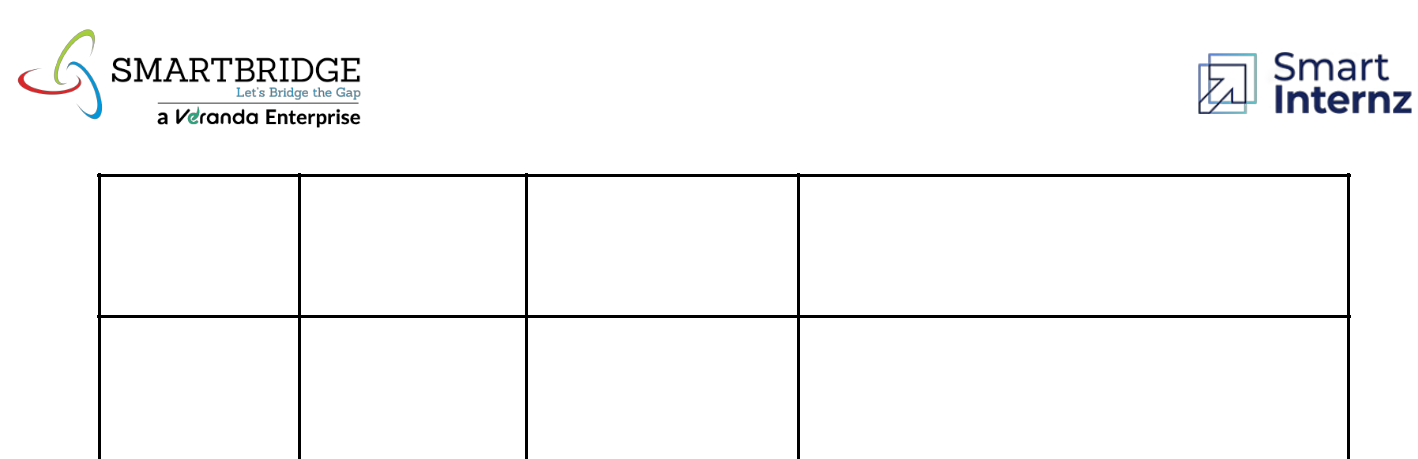 SMARTBRIDGE
Let's Bridge the Gap
a Veranda Enterprise
Smart
Internz